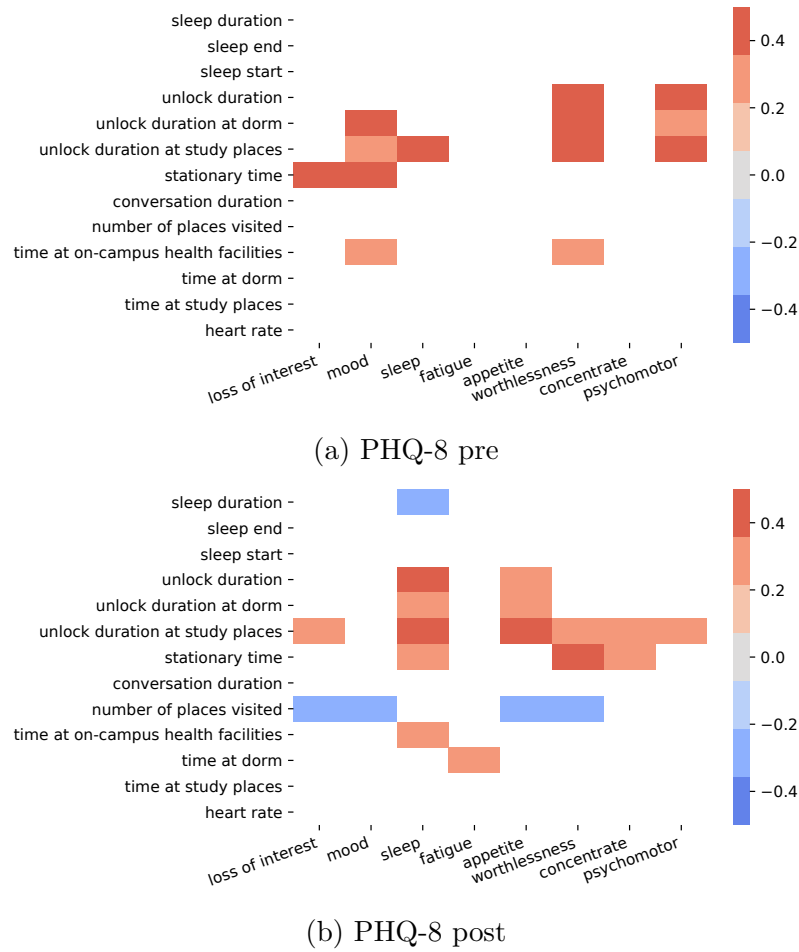 sleep duration
sleep end
sleep start
unlock duration
unlock duration at dorm
unlock duration at study places
stationary time
conversation duration
number of places visited
time at on-campus health facilities
time at dorm
time at study places
heart rate
loss of interest
mood
sleep
fatigue
appetite
worthlessness
concentrate
psychomotor
0.4
0.2
0.0
−0.2
−0.4
(a) PHQ-8 pre
sleep duration
sleep end
sleep start
unlock duration
unlock duration at dorm
unlock duration at study places
stationary time
conversation duration
number of places visited
time at on-campus health facilities
time at dorm
time at study places
heart rate
loss of interest
mood
sleep
fatigue
appetite
worthlessness
concentrate
psychomotor
0.4
0.2
0.0
−0.2
−0.4
(b) PHQ-8 post